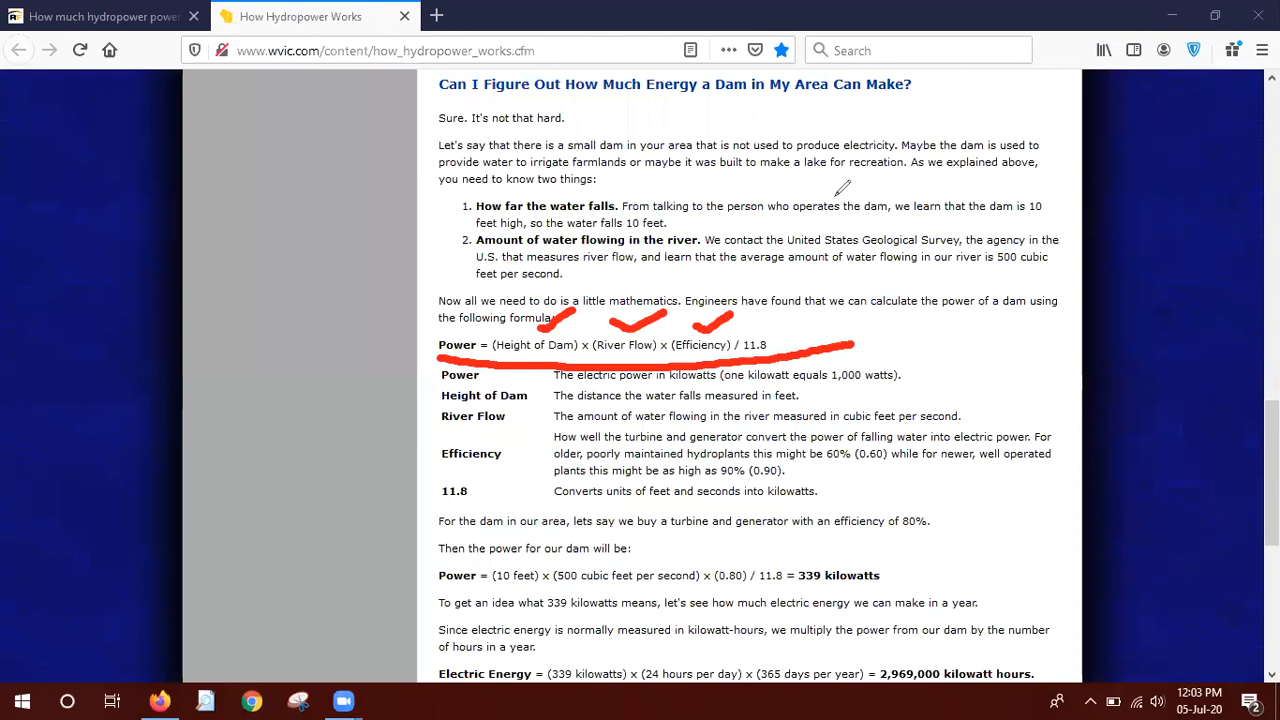 How much hydropower power
How Hydropower Works
www.wvic.com/content/how_hydropower_works.cfm
Search
Can I Figure Out How Much Energy a Dam in My Area Can Make?
Sure. It's not that hard.
Let's say that there is a small dam in your area that is not used to produce electricity. Maybe the dam is used to
provide water to irrigate farmlands or maybe it was built to make a lake for recreation. As we explained above,
you need to know two things:
1. How far the water falls. From talking to the person who operates the dam, we learn that the dam is 10
feet high, so the water falls 10 feet.
2. Amount of water flowing in the river. We contact the United States Geological Survey, the agency in the
U.S. that measures river flow, and learn that the average amount of water flowing in our river is 500 cubic
feet per second.
Now all we need to do is a little mathematics. Engineers have found that we can calculate the power of a dam using
the following formula:
Power = (Height of Dam) x (River Flow) x (Efficiency) / 11.8
Power The electric power in kilowatts (one kilowatt equals 1,000 watts).
Height of Dam The distance the water falls measured in feet.
River Flow The amount of water flowing in the river measured in cubic feet per second.
How well the turbine and generator convert the power of falling water into electric power. For
Efficiency older, poorly maintained hydroplants this might be 60% (0.60) while for newer, well operated
plants this might be as high as 90% (0.90).
11.8 Converts units of feet and seconds into kilowatts.
For the dam in our area, lets say we buy a turbine and generator with an efficiency of 80%.
Then the power for our dam will be:
Power = (10 feet) x (500 cubic feet per second) x (0.80) / 11.8 = 339 kilowatts
To get an idea what 339 kilowatts means, let's see how much electric energy we can make in a year.
Since electric energy is normally measured in kilowatt-hours, we multiply the power from our dam by the number
of hours in a year.
Electric Energy = (339 kilowatts) x (24 hours per day) x (365 days per year) = 2,969,000 kilowatt hours.
12:03 PM
05-Jul-20
2